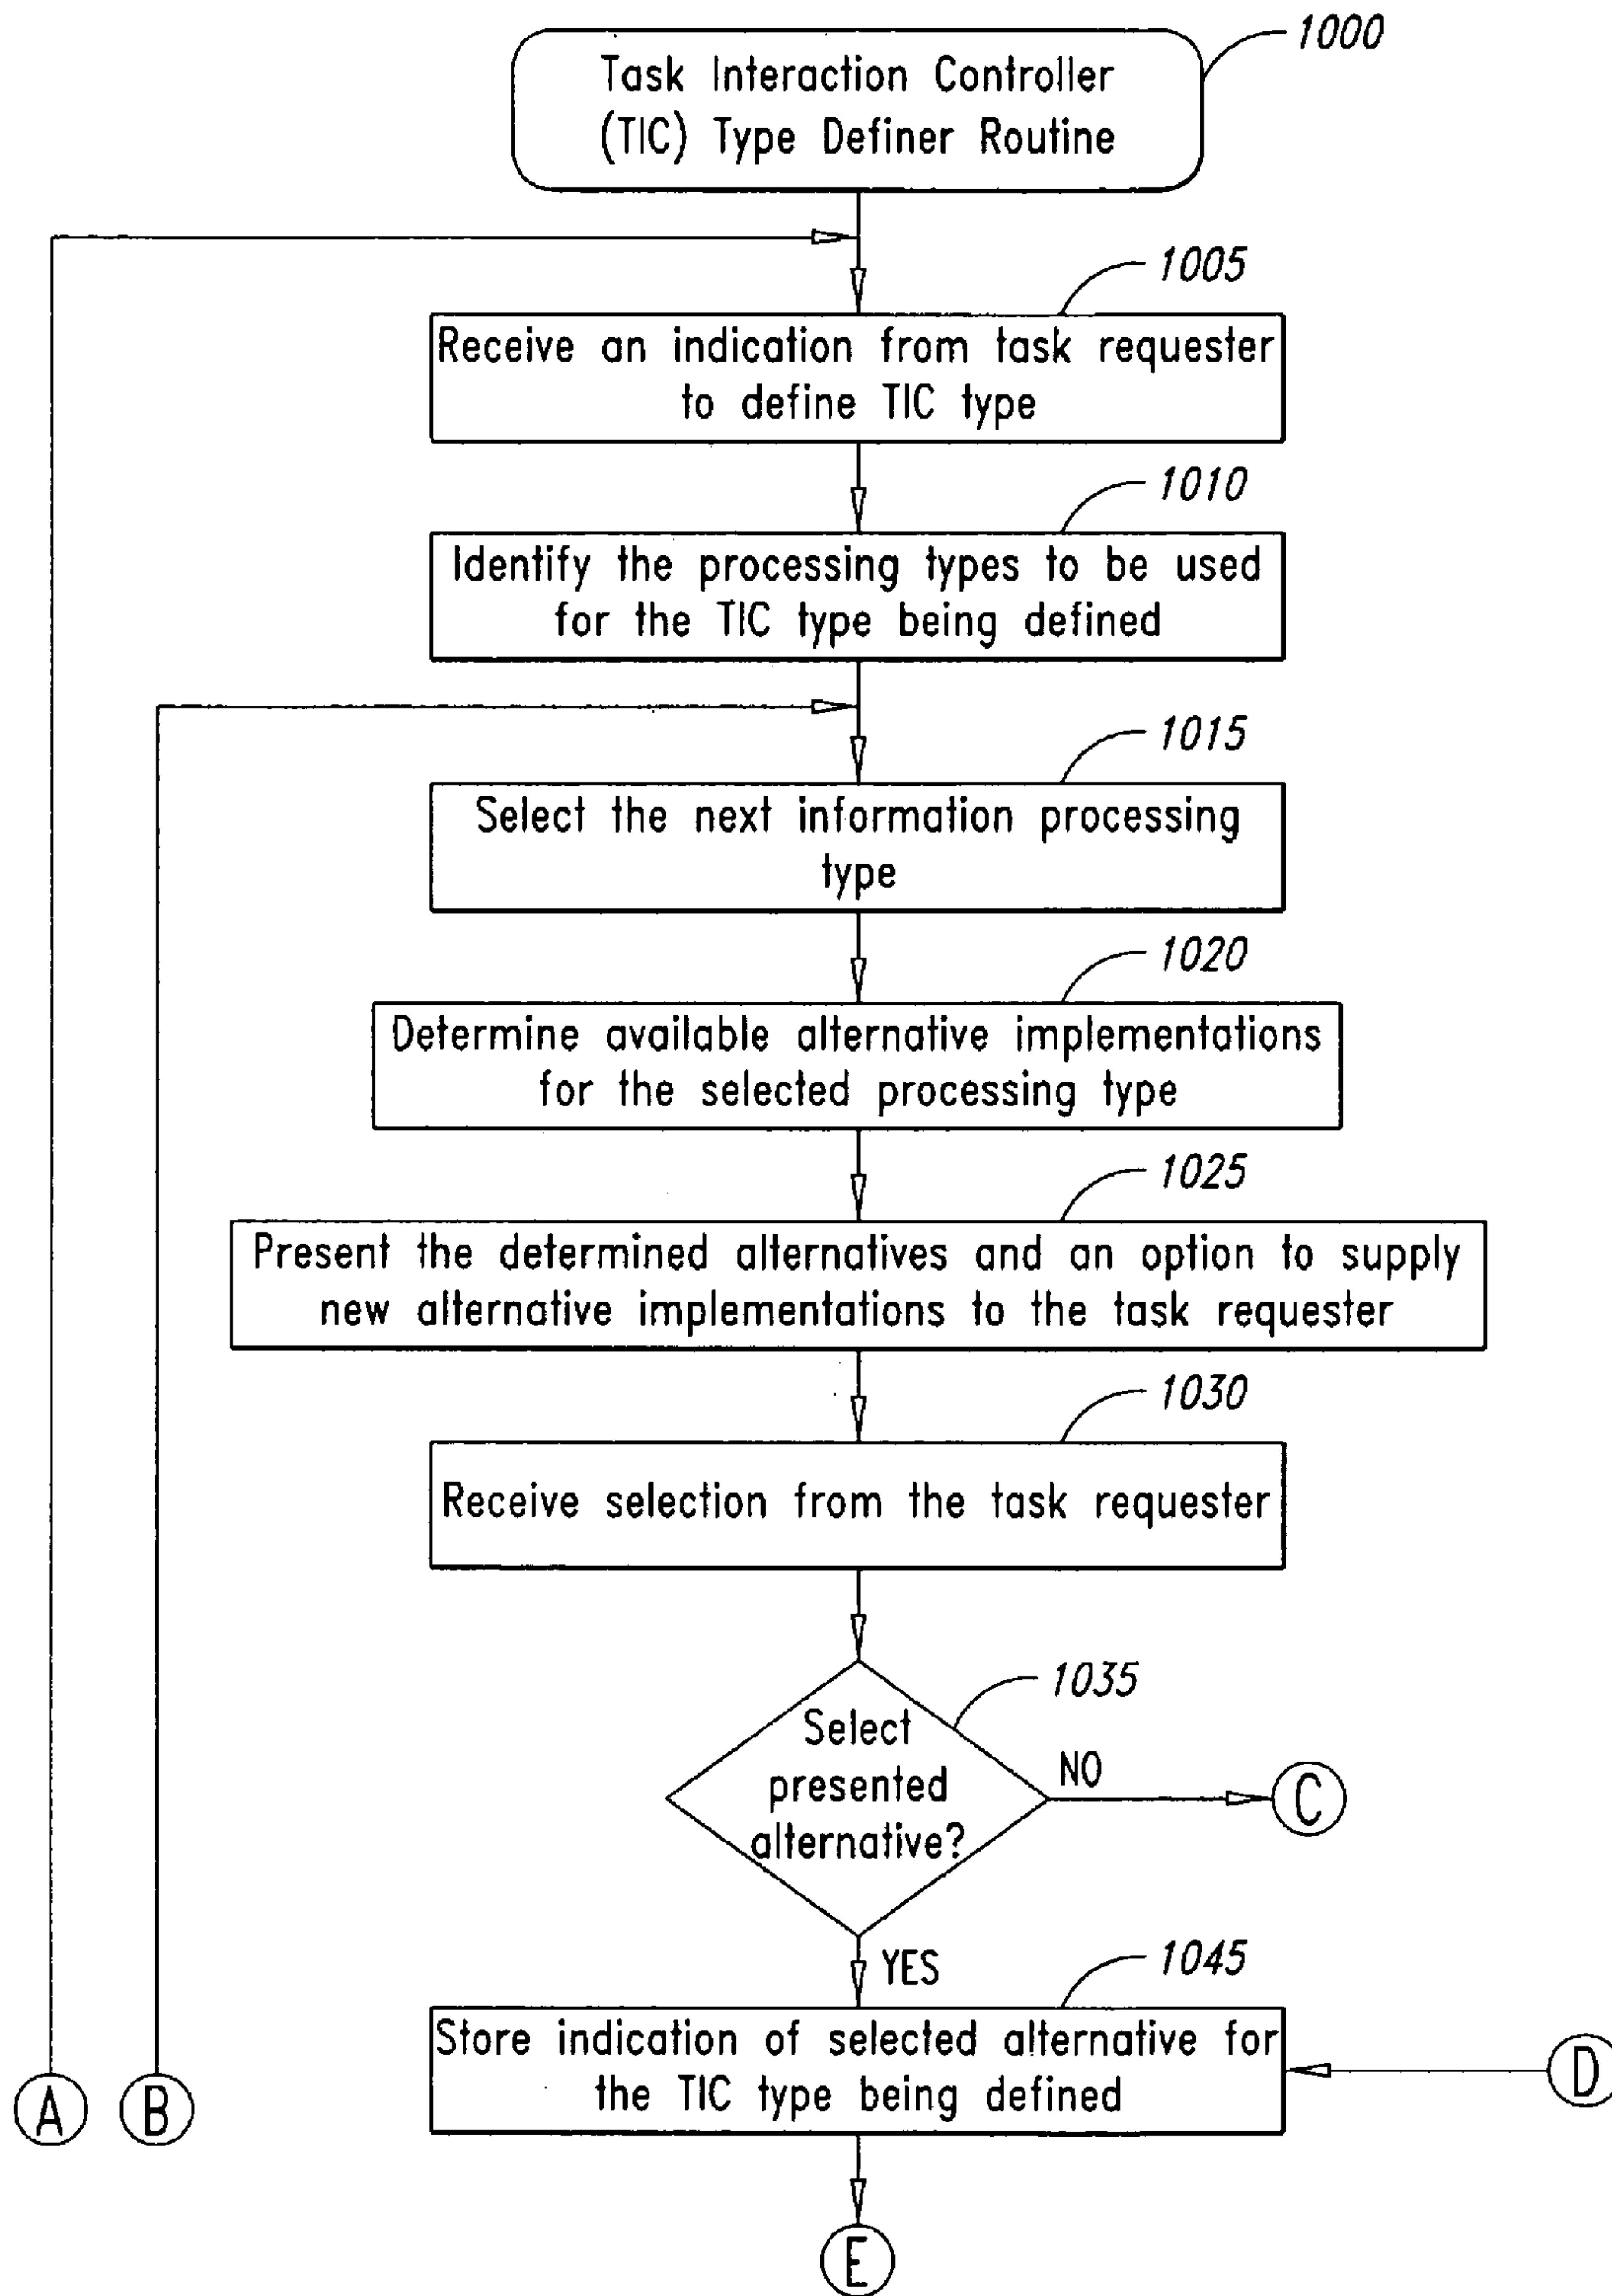 1000
Task Interaction Controller
(TIC) Type Definer Routine
1005
Receive an indication from task requester
to define TIC type
1010
Identify the processing types to be used
for the TIC type being defined
1015
Select the next information processing
type
1020
Determine available alternative implementations
for the selected processing type
1025
Present the determined alternatives and an option to supply
new alternative implementations to the task requester
1030
Receive selection from the task requester
1035
Select
presented
alternative?
NO
C
YES
1045
Store indication of selected alternative for
the TIC type being defined
D
A
B
E